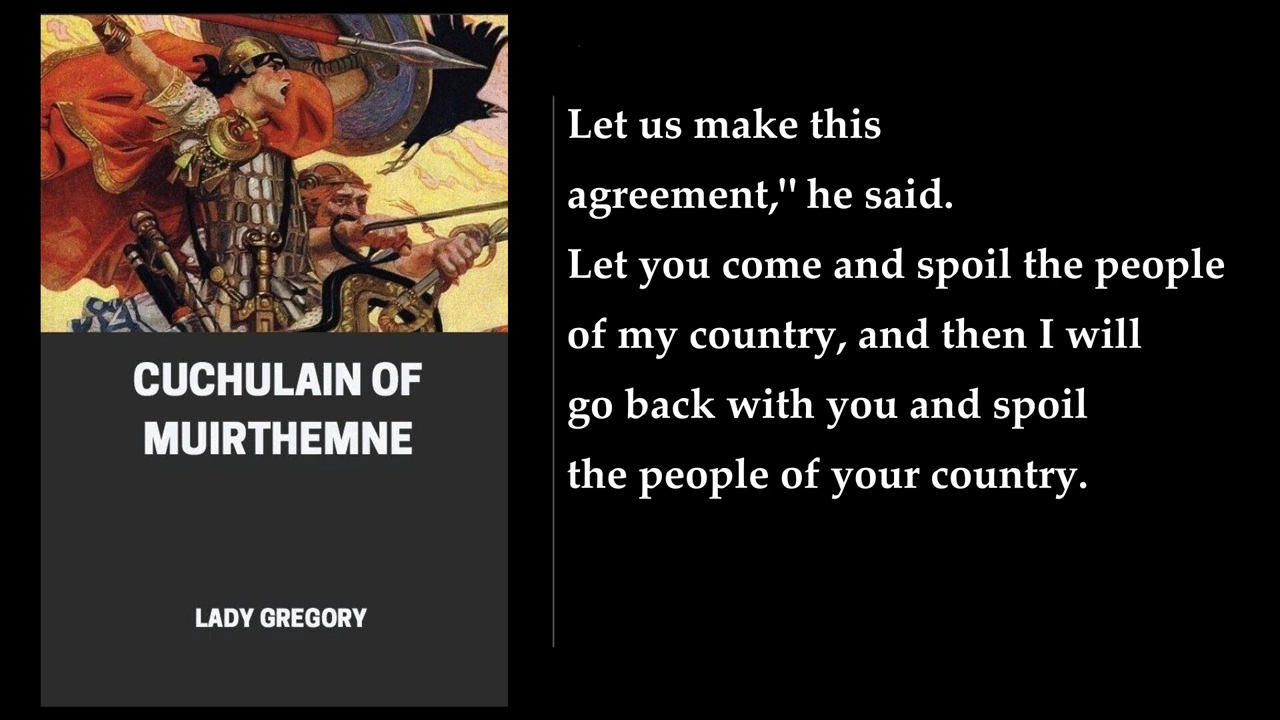 CUCHULAIN OF
MUIRTHEMNE
LADY GREGORY
Let us make this
agreement," he said.
Let you come and spoil the people
of my country, and then I will
go back with you and spoil
the people of your country.